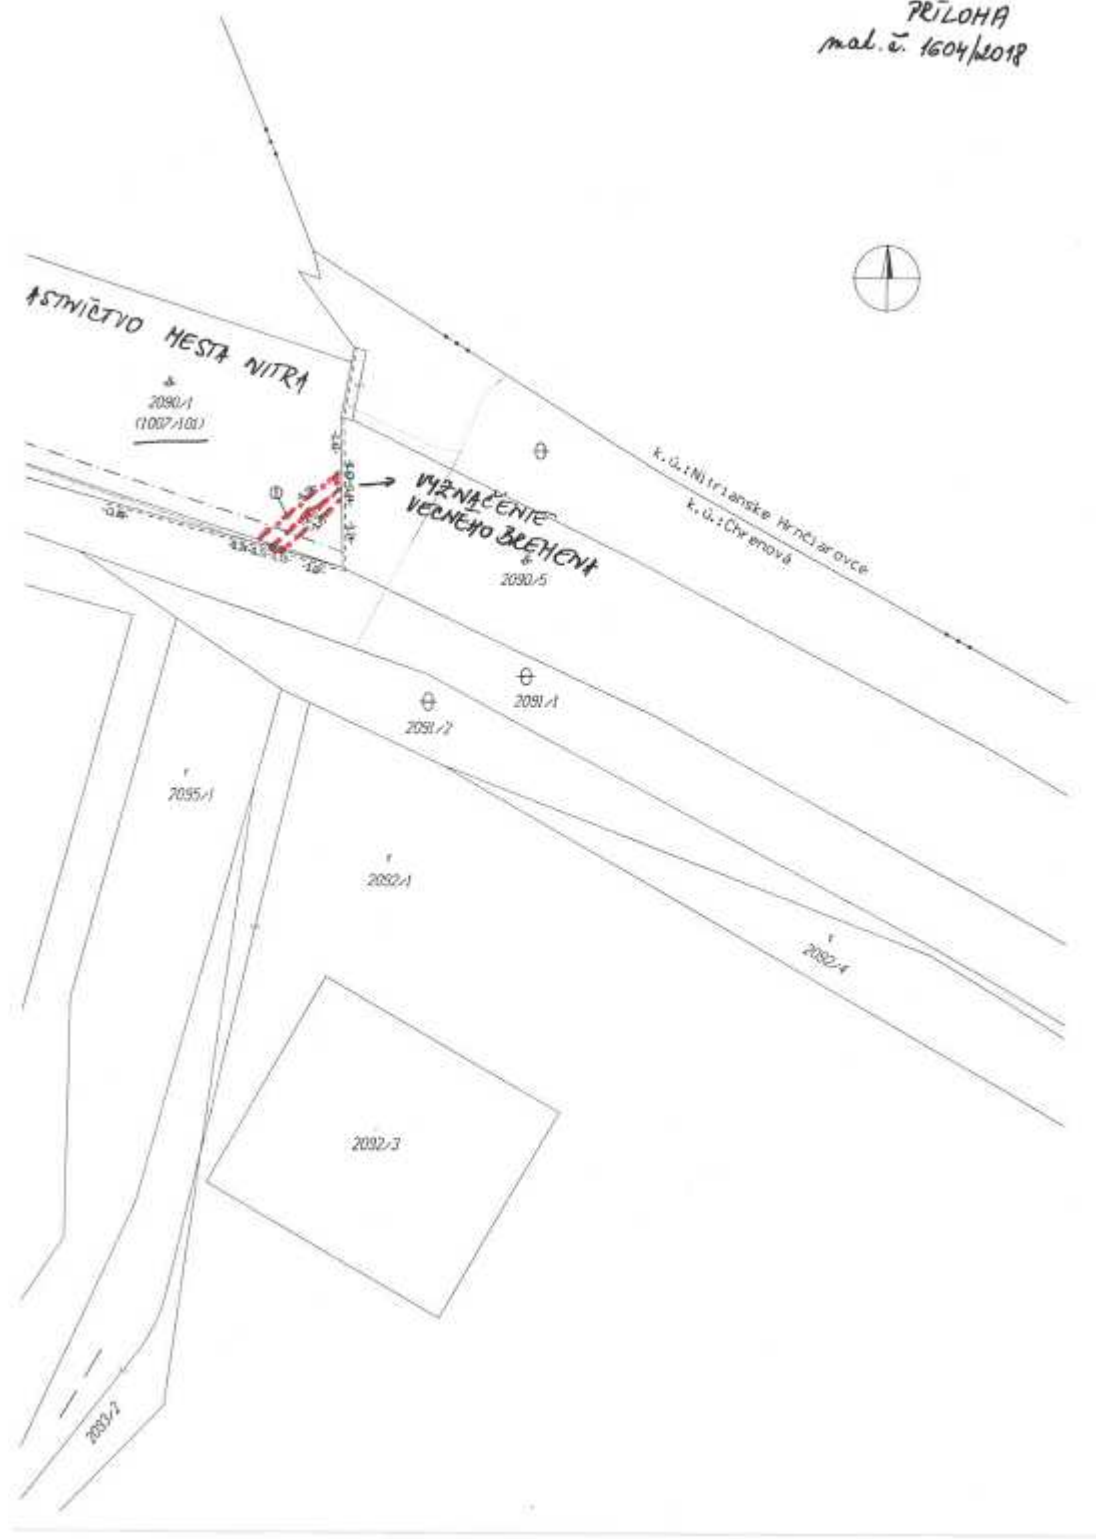 PRÍLOHA
mat. č. 1604/2018
ASTNÍCTVO MESTA NITRA
2090/1
(1007/101)
1
VYZNAČENIE
VECNÉHO BREMENA
k.ú.:Nitrianske Hrnčiarovce
k.ú.:Chrenová
2090/5
2091/1
2091/2
2095/1
2092/1
2092/4
2092/3
2093/2